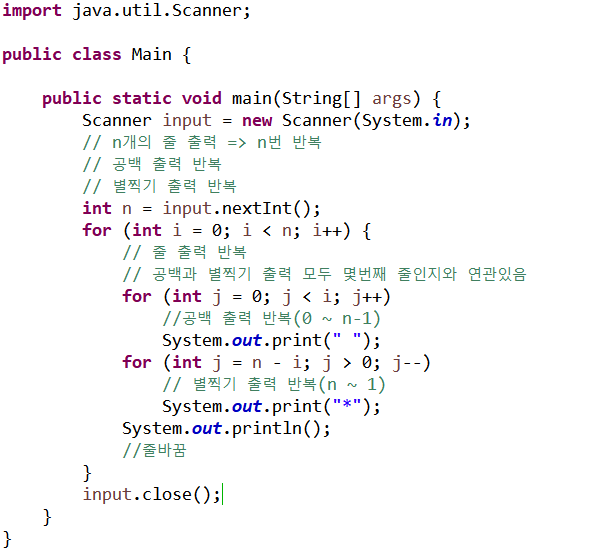 import java.util.Scanner;
public class Main {
public static void main(String[] args) {
Scanner input = new Scanner(System.in);
// n개의 줄 출력 => n번 반복
// 공백 출력 반복
// 별찍기 출력 반복
int n = input.nextInt();
for (int i = 0; i < n; i++) {
// 줄 출력 반복
// 공백과 별찍기 출력 모두 몇번째 줄인지와 연관있음
for (int j = 0; j < i; j++)
//공백 출력 반복(0 ~ n-1)
System.out.print(" ");
for (int j = n - i; j > 0; j--)
// 별찍기 출력 반복(n ~ 1)
System.out.print("*");
System.out.println();
//줄바꿈
}
input.close();
}
}